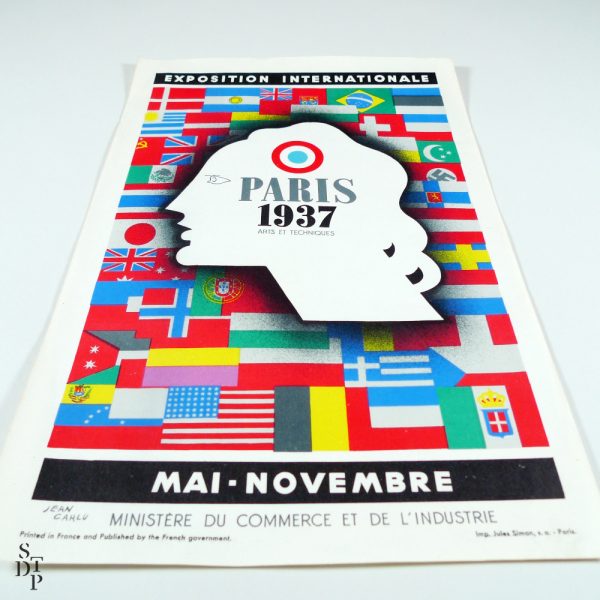 EXPOSITION INTERNATIONALE
PARIS
1937
ARTS ET TECHNIQUES
MAI-NOVEMBRE
JEAN
CARLU
MINISTÈRE DU COMMERCE ET DE L'INDUSTRIE
Printed in France and Published by the French government.
Imp. Jules Simon, s. a. - Paris.
S
DT
P